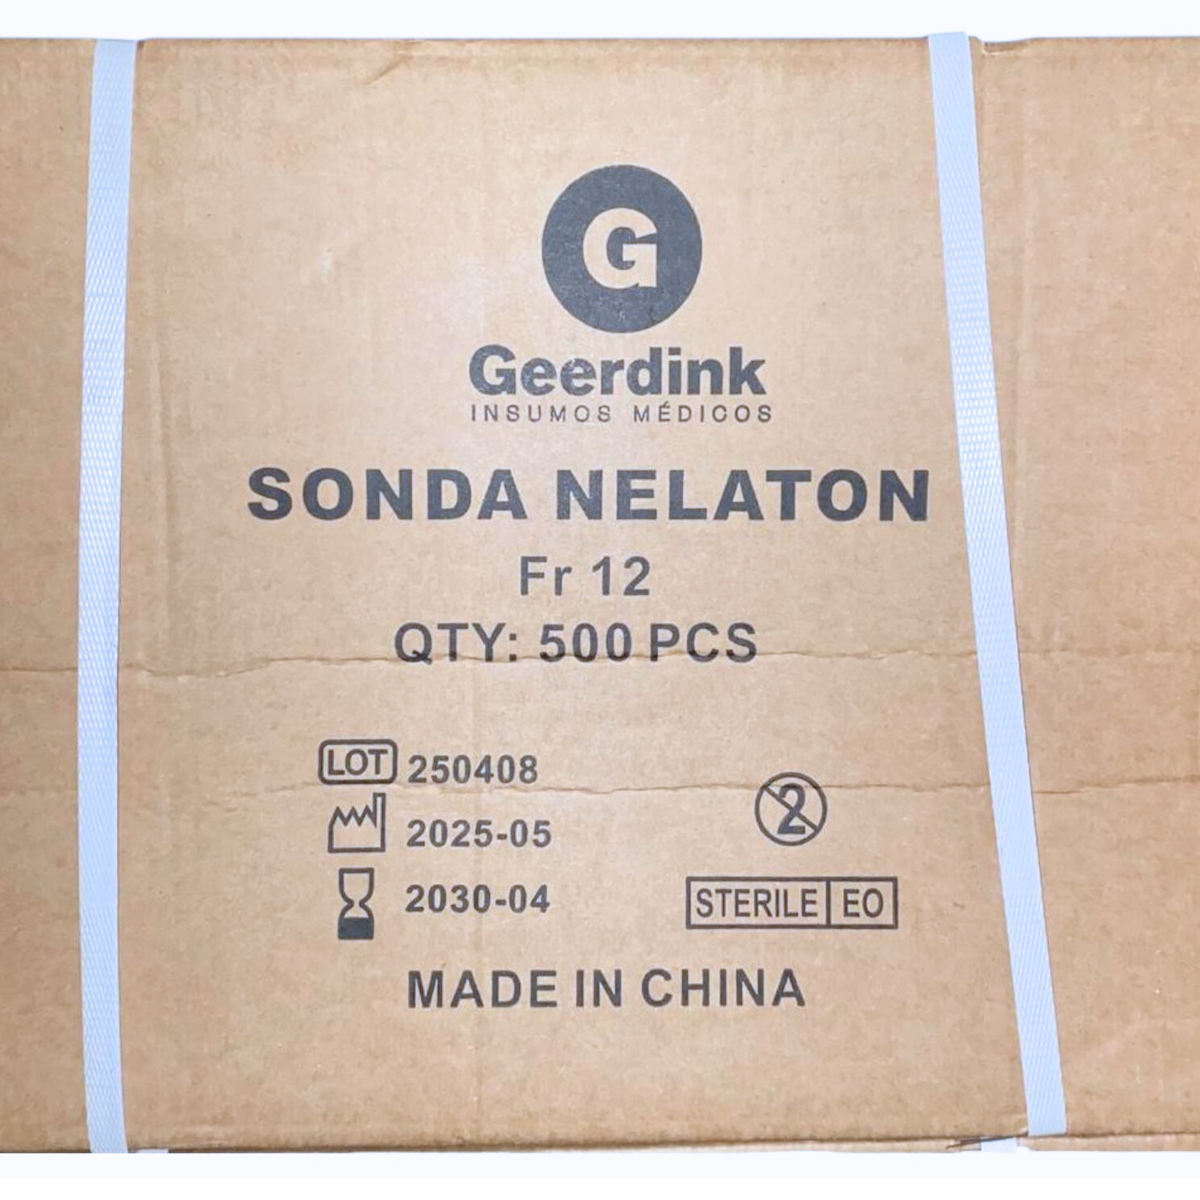 G
Geerdink
INSUMOS MÉDICOS
SONDA NELATON
Fr 12
QTY: 500 PCS
LOT 250408
2025-05
2
2030-04
STERILE EO
MADE IN CHINA